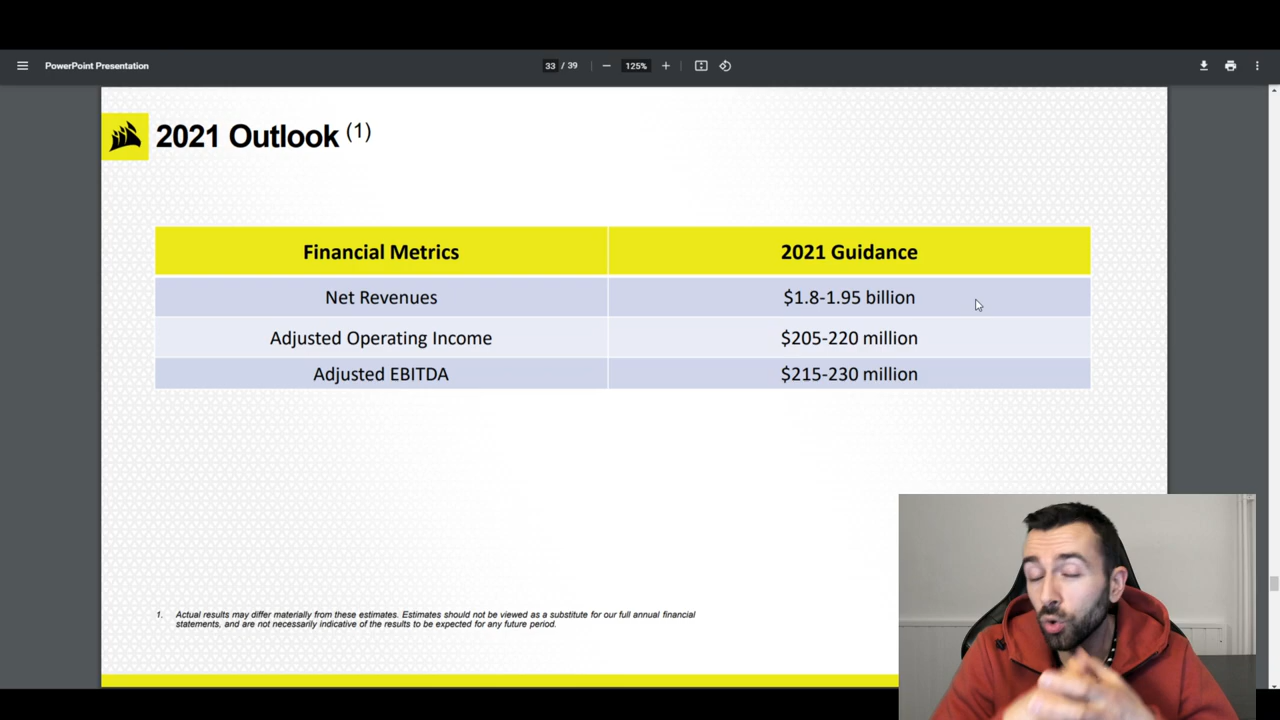 PowerPoint Presentation
33 / 39
125%
2021 Outlook (1)
Financial Metrics
2021 Guidance
Net Revenues
$1.8-1.95 billion
Adjusted Operating Income
$205-220 million
Adjusted EBITDA
$215-230 million
1. Actual results may differ materially from these estimates. Estimates should not be viewed as a substitute for our full annual financial
statements, and are not necessarily indicative of the results to be expected for any future period.